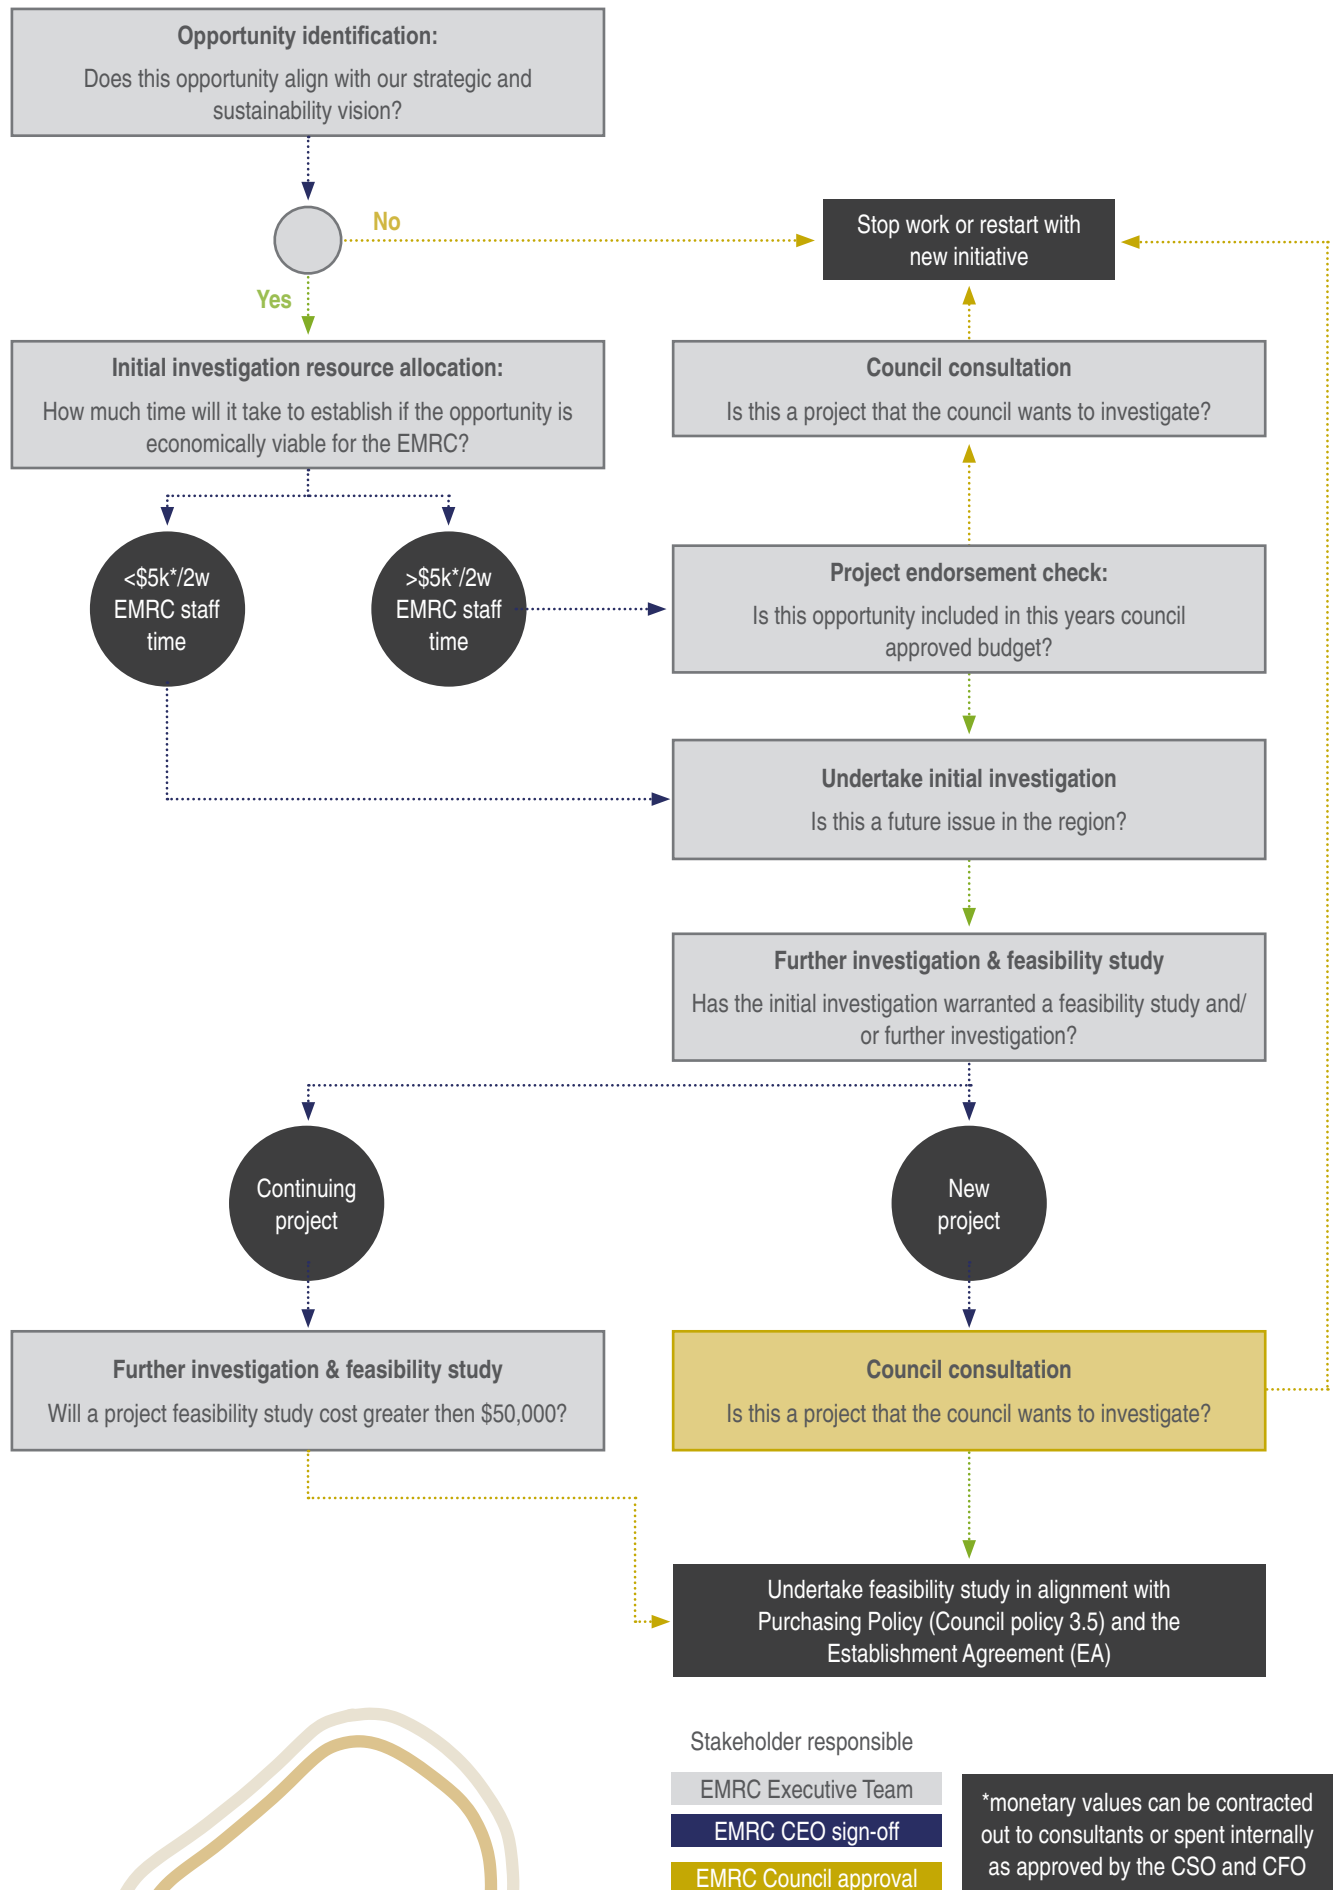 Opportunity identification:
Does this opportunity align with our strategic and
sustainability vision?
No
Stop work or restart with
new initiative
Yes
Initial investigation resource allocation:
How much time will it take to establish if the opportunity is
economically viable for the EMRC?
Council consultation
Is this a project that the council wants to investigate?
<$5k*/2w
EMRC staff
time
>$5k*/2w
EMRC staff
time
Project endorsement check:
Is this opportunity included in this years council
approved budget?
Undertake initial investigation
Is this a future issue in the region?
Further investigation & feasibility study
Has the initial investigation warranted a feasibility study and/
or further investigation?
Continuing
project
New
project
Further investigation & feasibility study
Will a project feasibility study cost greater then $50,000?
Council consultation
Is this a project that the council wants to investigate?
Undertake feasibility study in alignment with
Purchasing Policy (Council policy 3.5) and the
Establishment Agreement (EA)
Stakeholder responsible
EMRC Executive Team
EMRC CEO sign-off
EMRC Council approval
*monetary values can be contracted
out to consultants or spent internally
as approved by the CSO and CFO